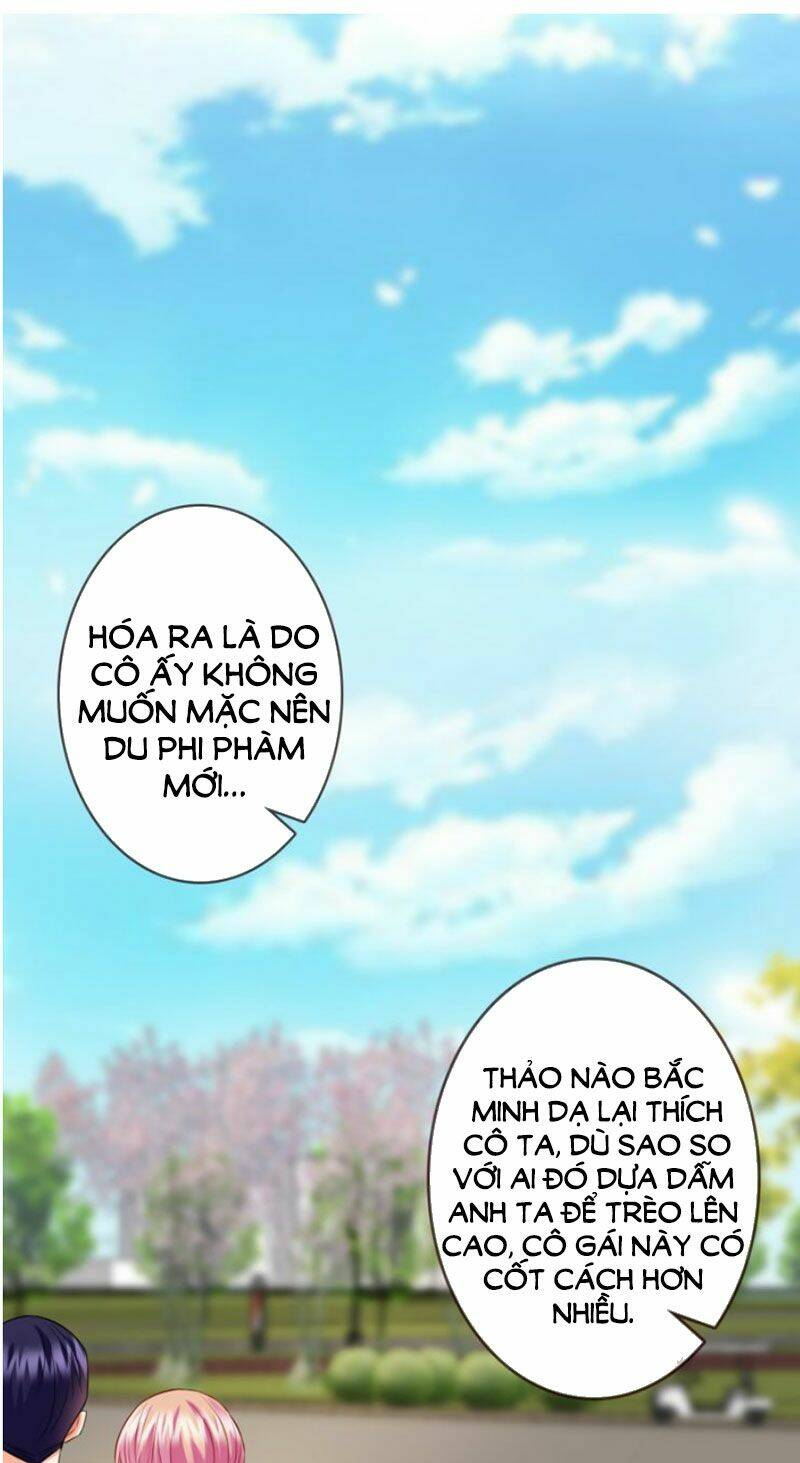 HÓA RA LÀ DO
CÔ ẤY KHÔNG
MUỐN MẶC NÊN
DU PHI PHÀM
MỚI...
THẢO NÀO BẮC
MINH DẠ LẠI THÍCH
CÔ TA, DÙ SAO SO
VỚI AI ĐÓ DỰA DẪM
ANH TA ĐỂ TRÈO LÊN
CAO, CÔ GÁI NÀY CÓ
CỐT CÁCH HƠN
NHIỀU.